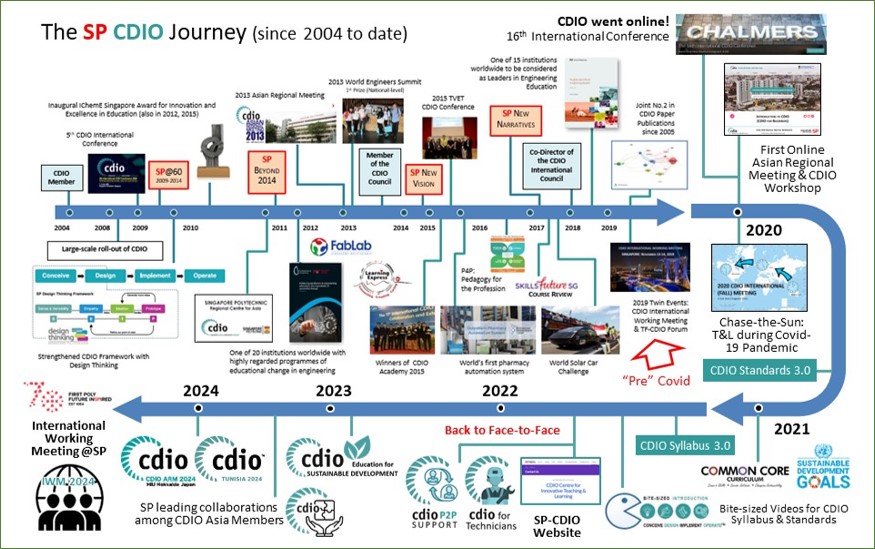 The SP CDIO Journey (since 2004 to date)
CDIO went online!
16th International Conference
CHALMERS
One of 15 institutions
worldwide to be considered
as Leaders in Engineering
Education
2013 World Engineers Summit
1st Prize (National-level)
2013 Asian Regional Meeting
2015 TVET
CDIO Conference
Inaugural IChemE Singapore Award for Innovation and
Excellence in Education (also in 2012, 2015)
5th CDIO International
Conference
Joint No.2 in
CDIO Paper
Publications
since 2005
First Online
Asian Regional
Meeting & CDIO
Workshop
CDIO
Member
cdio
SP@60
2009-2014
SP
BEYOND
2014
Member
of the
CDIO
Council
SP NEW
VISION
SP NEW
NARRATIVES
Co-Director of
the CDIO
International
Council
2004
2008
2009
2010
2011
2012
2013
2014
2015
2016
2017
2018
2019
2020
Large-scale roll-out of CDIO
Conceive
Design
Implement
Operate
SP Design Thinking Framework
design
thinking
Strengthened CDIO Framework with
Design Thinking
SINGAPORE POLYTECHNIC
Regional Centre for Asia
cdio
FabLab
One of 20 institutions worldwide with
highly regarded programmes of
educational change in engineering
Learning
Express
Winners of CDIO
Academy 2015
P4P:
Pedagogy for
the Profession
World's first pharmacy
automation system
SKILLSfuture SG
COURSE REVIEW
World Solar Car
Challenge
CDIO INTERNATIONAL WORKING MEETING
2019 Twin Events:
CDIO International
Working Meeting
& TF-CDIO Forum
"Pre" Covid
2020 CDIO INTERNATIONAL
(FALL) MEETING
Chase-the-Sun:
T&L during Covid-
19 Pandemic
CDIO Standards 3.0
2024
2023
2022
2021
70
FIRST POLY
FUTURE INSPIRED
International
Working
Meeting @SP
IWM 2024
cdio
CDIO ARM 2024
HIU Hokkaido Japan
cdio
TUNISIA 2024
cdio
Education for
SUSTAINABLE DEVELOPMENT
SP leading collaborations
among CDIO Asia Members
cdio
Back to Face-to-Face
cdio P2P
SUPPORT
cdio for
Technicians
CDIO Centre for
Innovative Teaching &
Learning
SP-CDIO
Website
CDIO Syllabus 3.0
BITE-SIZED INTRODUCTION
CONCEIVE DESIGN IMPLEMENT OPERATE
COMMON CORE
CURRICULUM
SUSTAINABLE
DEVELOPMENT
GOALS
Bite-sized Videos for CDIO
Syllabus & Standards